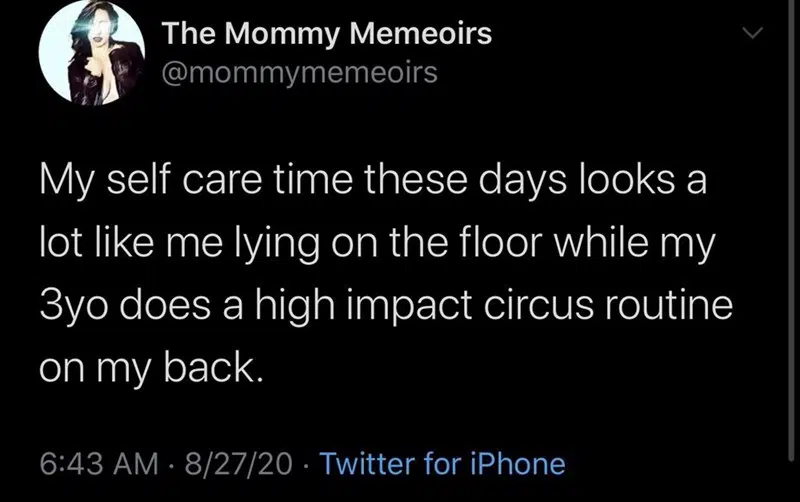 The Mommy Memeoirs
@mommymemeoirs
My self care time these days looks a
lot like me lying on the floor while my
3yo does a high impact circus routine
on my back.
6:43 AM · 8/27/20 · Twitter for iPhone